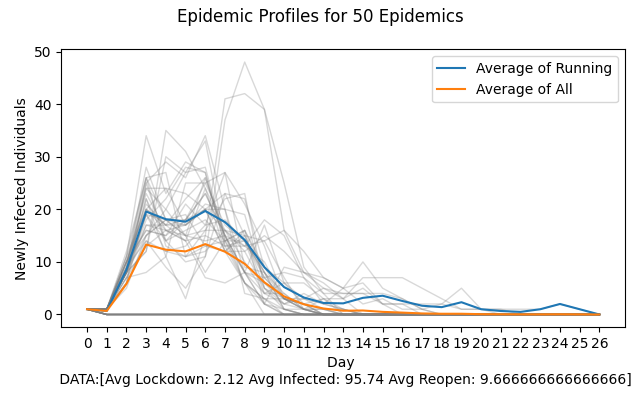 Epidemic Profiles for 50 Epidemics
50
40
30
20
10
0
Newly Infected Individuals
Average of Running
Average of All
0 1 2 3 4 5 6 7 8 9 10 11 12 13 14 15 16 17 18 19 20 21 22 23 24 25 26
Day
DATA:[Avg Lockdown: 2.12 Avg Infected: 95.74 Avg Reopen: 9.666666666666666]